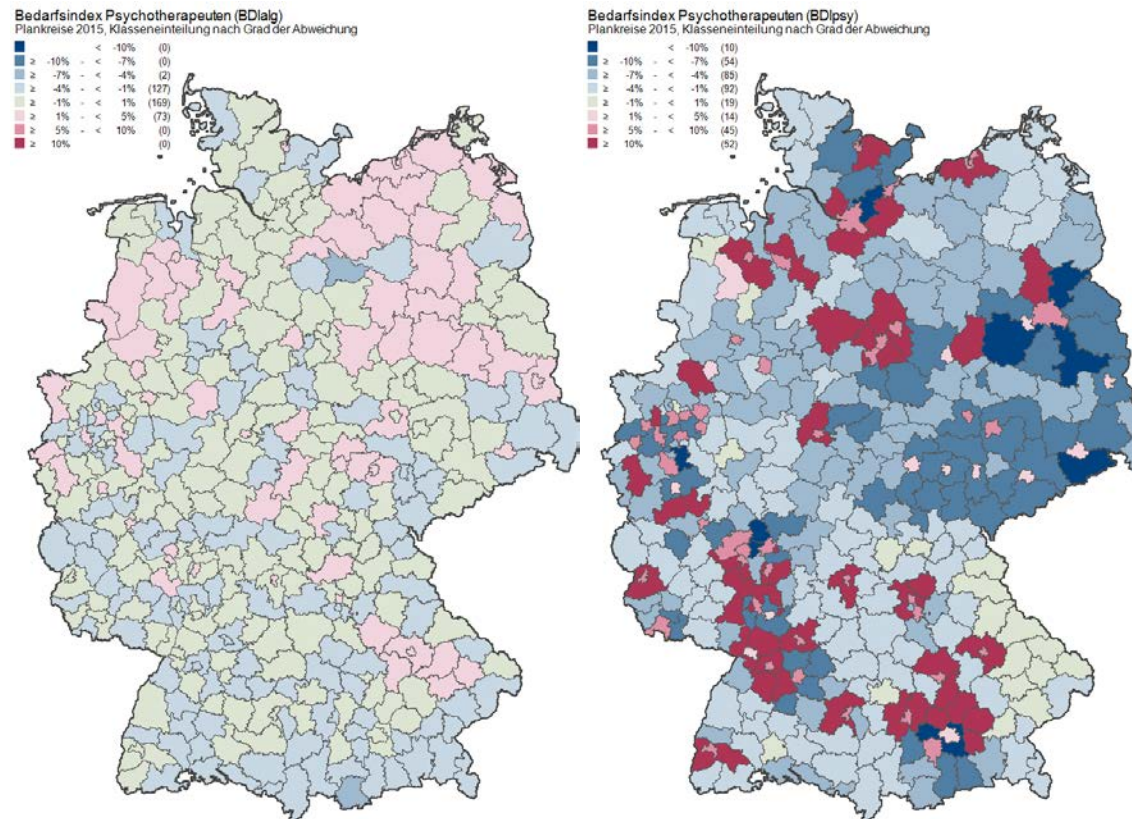 Bedarfsindex Psychotherapeuten (BDIalg)
Plankreise 2015, Klasseneinteilung nach Grad der Abweichung
< -10% (0)
≥ -10% - < -7% (0)
≥ -7% - < -4% (2)
≥ -4% - < -1% (127)
≥ -1% - < 1% (169)
≥ 1% - < 5% (73)
≥ 5% - < 10% (0)
≥ 10% (0)
Bedarfsindex Psychotherapeuten (BDIpsy)
Plankreise 2015, Klasseneinteilung nach Grad der Abweichung
< -10% (10)
≥ -10% - < -7% (54)
≥ -7% - < -4% (85)
≥ -4% - < -1% (92)
≥ -1% - < 1% (19)
≥ 1% - < 5% (14)
≥ 5% - < 10% (45)
≥ 10% (52)